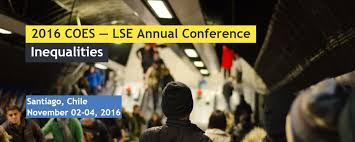 2016 COES — LSE Annual Conference
Inequalities
Santiago, Chile
November 02-04, 2016